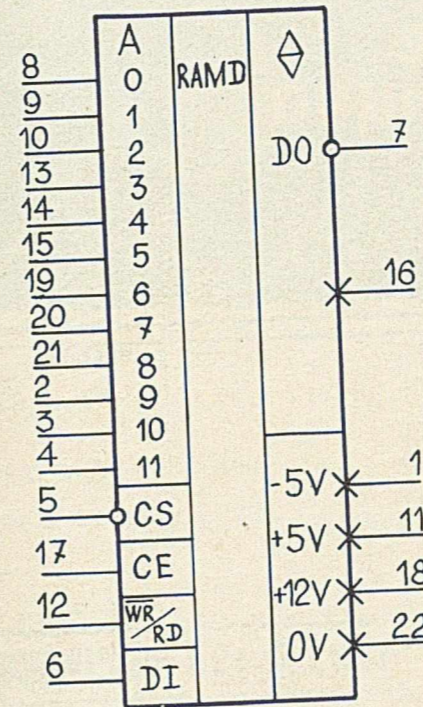 A RAMD
8 0
9 1
10 2 DO 7
13 3
14 4
15 5
19 6 16
20 7
21 8
2 9
3 10
4 11 -5V 1
5 CS +5V 11
17 CE +12V 18
12 WR/RD 0V 22
6 DI